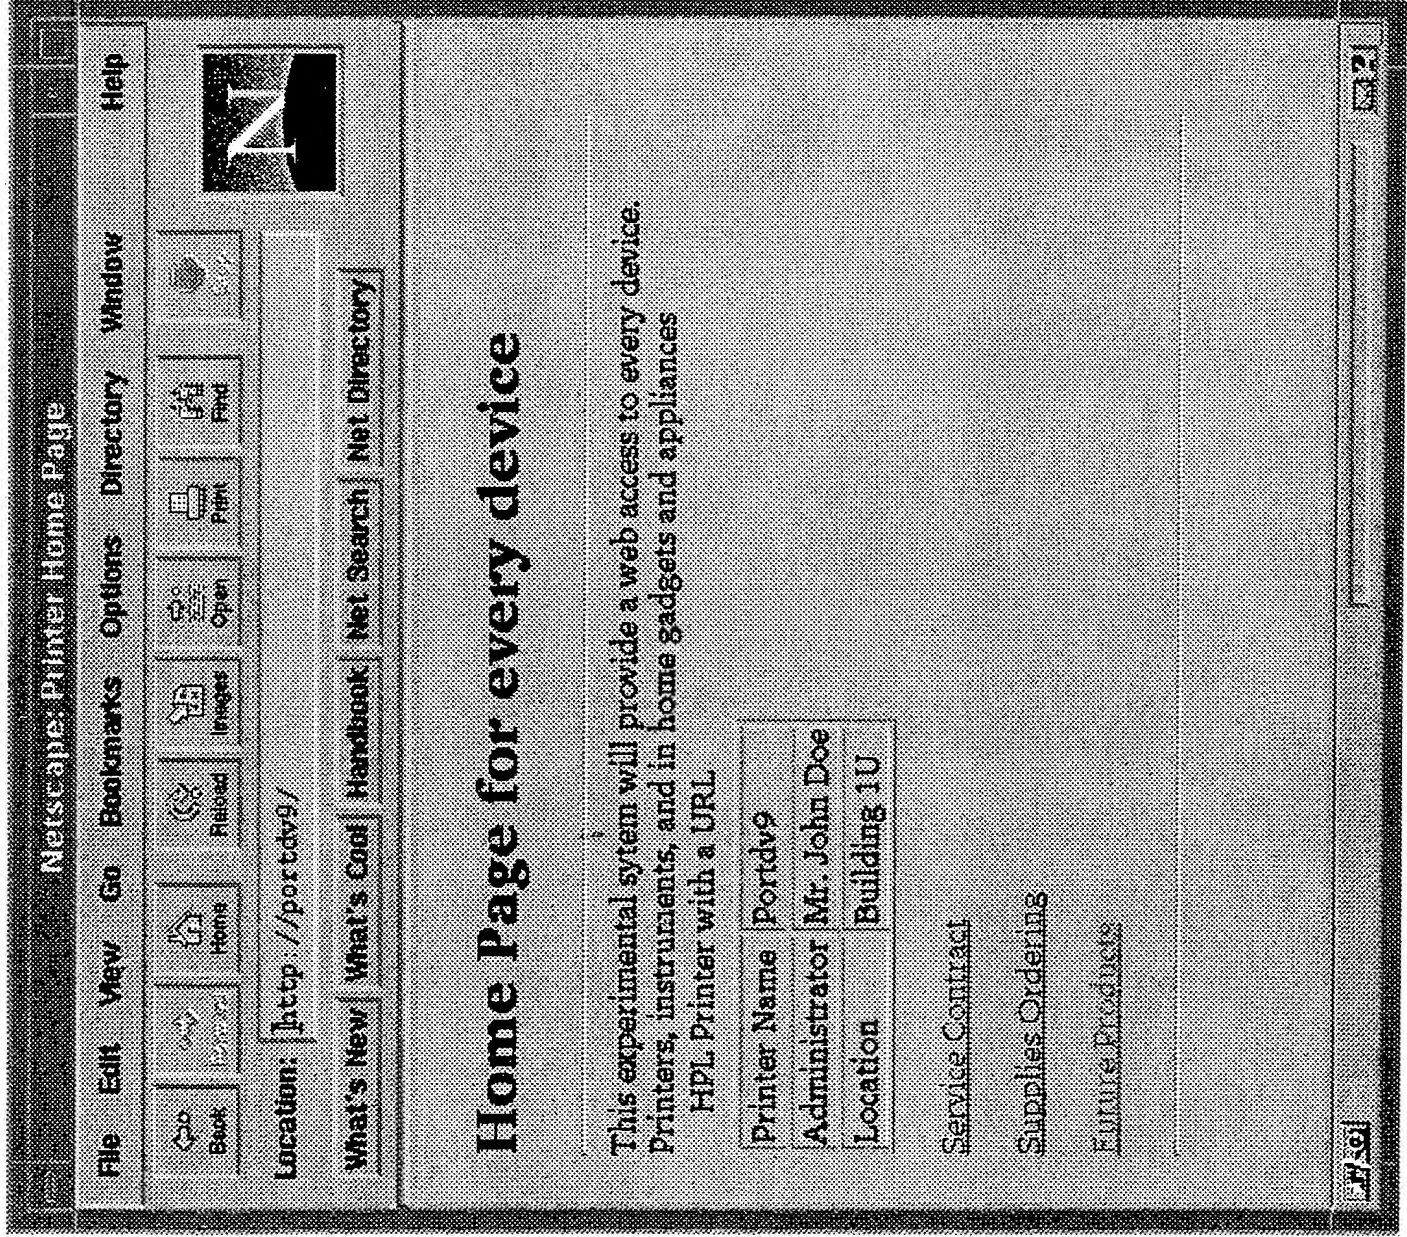 Netscape: Printer Home Page
File Edit View Go Bookmarks Options Directory Window Help
N
Back Home Reload Images Open Print Find
Location: http://portdv9/
What's New What's Cool Handbook Net Search Net Directory
Home Page for every device
This experimental sytem will provide a web access to every device.
Printers, instruments, and in home gadgets and appliances
HPL Printer with a URL
Printer Name Portdv9
Administrator Mr. John Doe
Location Building 1U
Service Contract
Supplies Ordering
Future Products